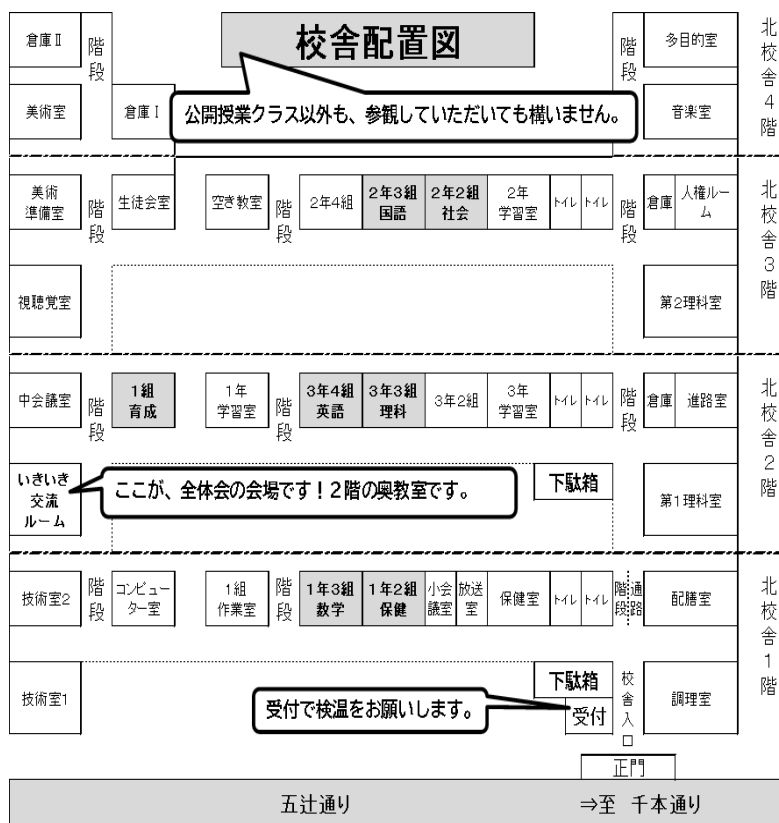 校舎配置図
公開授業クラス以外も、参観していただいても構いません。
倉庫Ⅱ
階段
階段
多目的室
美術室
倉庫Ⅰ
音楽室
北校舎4階
美術
準備室
階段
生徒会室
空き教室
階段
2年4組
2年3組
国語
2年2組
社会
2年
学習室
トイレ
トイレ
階段
倉庫
人権ルー
ム
視聴覚室
第2理科室
北校舎3階
中会議室
階段
1組
育成
1年
学習室
階段
3年4組
英語
3年3組
理科
3年2組
3年
学習室
トイレ
トイレ
階段
倉庫
進路室
いきいき
交流
ルーム
ここが、全体会の会場です！2階の奥教室です。
下駄箱
第1理科室
北校舎2階
技術室2
階段
コンピュー
ター室
1組
作業室
階段
1年3組
数学
1年2組
保健
小会
議室
放送
室
保健室
トイレ
トイレ
階段
通路
配膳室
技術室1
受付で検温をお願いします。
下駄箱
受付
校舎入口
調理室
北校舎1階
正門
五辻通り
⇒至 千本通り